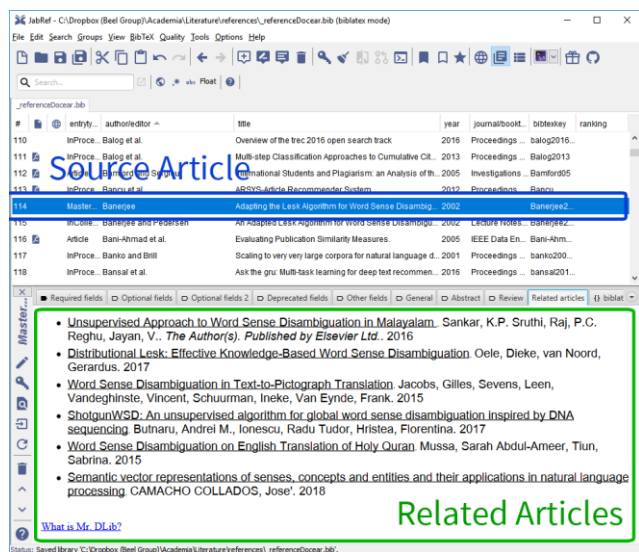 JabRef - C:\Dropbox (Beel Group)\Academia\Literature\references\_referenceDocear.bib (biblatex mode)
File Edit Search Groups View BibTeX Quality Tools Options Help
Search... abc Float
_referenceDocear.bib
# entryty... author/editor title year journal/bookt... bibtexkey ranking
110 InProce... Balog et al. Overview of the trec 2016 open search track 2016 Proceedings ... balog2016...
111 InProce... Balog et al. Multi-step Classification Approaches to Cumulative Cit... 2013 Proceedings ... Balog2013
112 Article Bamford and Sergiou International Students and Plagiarism: an Analysis of th... 2005 Investigations ... Bamford05
113 InProce... Bancu et al. ARSYS-Article Recommender System 2012 Proceedings ... Bancu
Source Article
114 Master... Banerjee Adapting the Lesk Algorithm for Word Sense Disambig... 2002 Banerjee2...
115 InColle... Banerjee and Pedersen An Adapted Lesk Algorithm for Word Sense Disambigu... 2002 Lecture Notes... Banerjee2...
116 Article Bani-Ahmad et al. Evaluating Publication Similarity Measures. 2005 IEEE Data En... Bani-Ahm...
117 InProce... Banko and Brill Scaling to very very large corpora for natural language d... 2001 Proceedings ... banko200...
118 InProce... Bansal et al. Ask the gru: Multi-task learning for deep text recommen... 2016 Proceedings ... bansal201...
Required fields Optional fields Optional fields 2 Deprecated fields Other fields General Abstract Review Related articles {} biblat
Master...
Unsupervised Approach to Word Sense Disambiguation in Malayalam. Sankar, K.P. Sruthi, Raj, P.C.
Reghu, Jayan, V.. The Author(s). Published by Elsevier Ltd.. 2016
Distributional Lesk: Effective Knowledge-Based Word Sense Disambiguation. Oele, Dieke, van Noord,
Gerardus. 2017
Word Sense Disambiguation in Text-to-Pictograph Translation. Jacobs, Gilles, Sevens, Leen,
Vandeghinste, Vincent, Schuurman, Ineke, Van Eynde, Frank. 2015
ShotgunWSD: An unsupervised algorithm for global word sense disambiguation inspired by DNA
sequencing. Butnaru, Andrei M., Ionescu, Radu Tudor, Hristea, Florentina. 2017
Word Sense Disambiguation on English Translation of Holy Quran. Mussa, Sarah Abdul-Ameer, Tiun,
Sabrina. 2015
Semantic vector representations of senses, concepts and entities and their applications in natural language
processing. CAMACHO COLLADOS, Jose'. 2018
Related Articles
What is Mr. DLib?
Status: Saved library 'C:\Dropbox (Beel Group)\Academia\Literature\references\_referenceDocear.bib'.